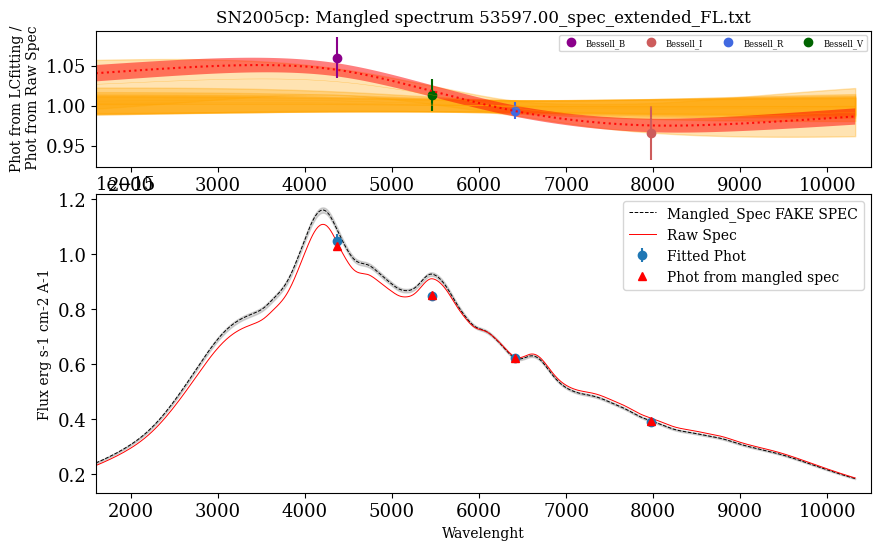 SN2005cp: Mangled spectrum 53597.00_spec_extended_FL.txt
Phot from LCfitting /
Phot from Raw Spec
1.05
1.00
0.95
Bessell_B
Bessell_I
Bessell_R
Bessell_V
2000 3000 4000 5000 6000 7000 8000 9000 10000
1e−15
Flux erg s-1 cm-2 A-1
1.2
1.0
0.8
0.6
0.4
0.2
Mangled_Spec FAKE SPEC
Raw Spec
Fitted Phot
Phot from mangled spec
2000 3000 4000 5000 6000 7000 8000 9000 10000
Wavelenght